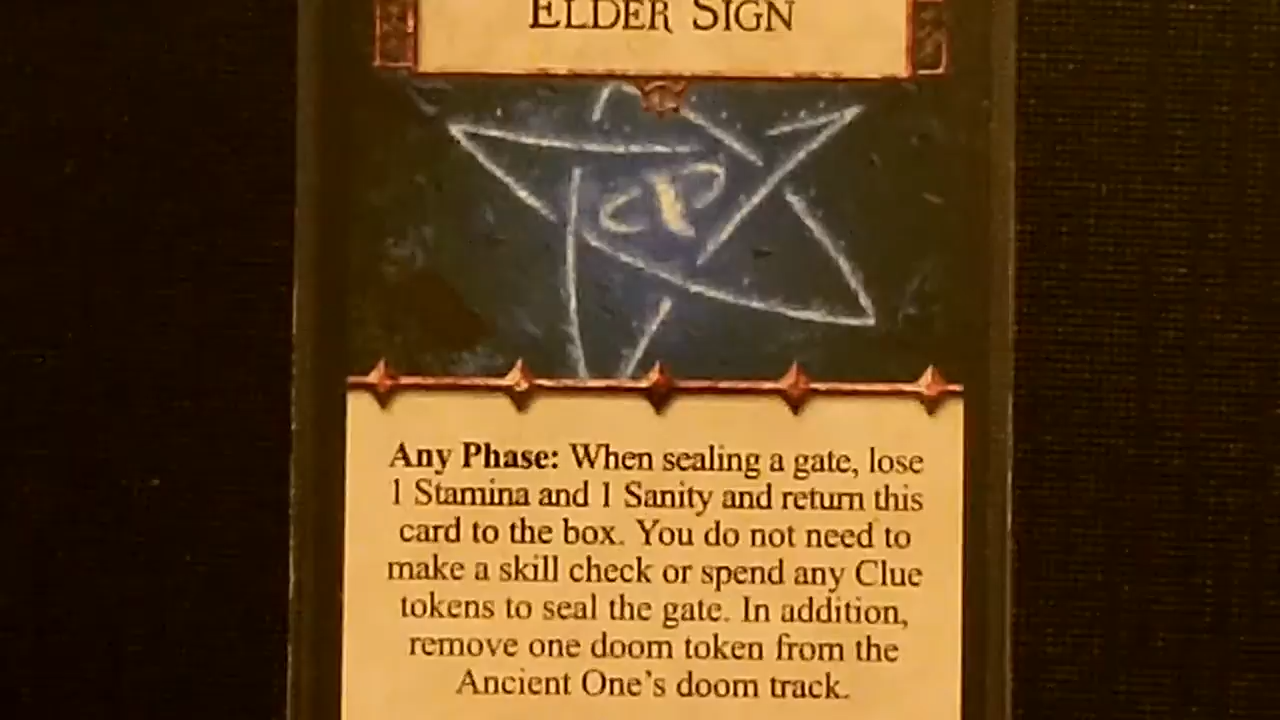 ELDER SIGN
Any Phase: When sealing a gate, lose
1 Stamina and 1 Sanity and return this
card to the box. You do not need to
make a skill check or spend any Clue
tokens to seal the gate. In addition,
remove one doom token from the
Ancient One's doom track.